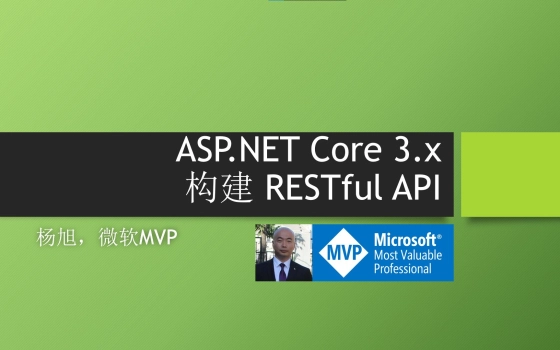 ASP.NET Core 3.x
构建 RESTful API
杨旭，微软MVP
MVP
Microsoft®
Most Valuable
Professional